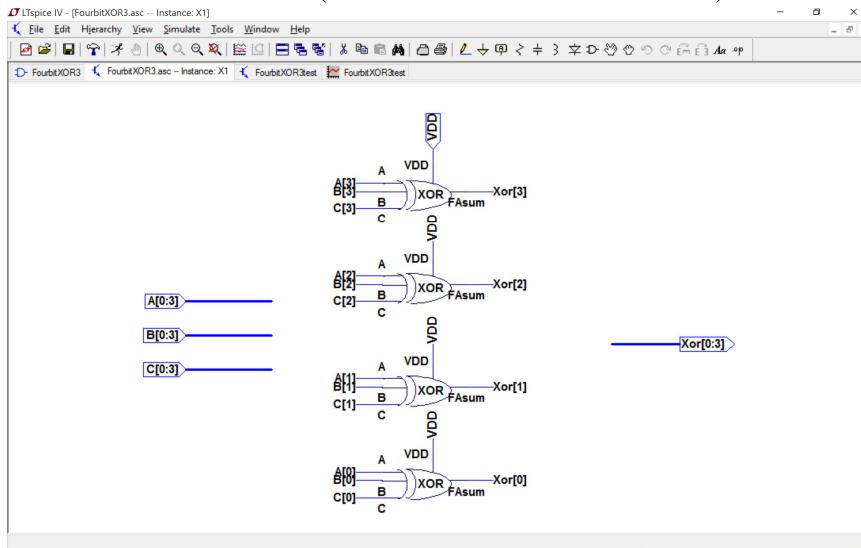 LTspice IV - [FourbitXOR3.asc -- Instance: X1]
File Edit Hierarchy View Simulate Tools Window Help
Aa .op
FourbitXOR3 FourbitXOR3.asc -- Instance: X1 FourbitXOR3test FourbitXOR3test
VDD
A VDD
A[3]
B[3] XOR Xor[3]
C[3] B FAsum
C
VDD
A VDD
A[2]
B[2] XOR Xor[2]
C[2] B FAsum
C
A[0:3]
B[0:3]
C[0:3]
Xor[0:3]
VDD
A VDD
A[1]
B[1] XOR Xor[1]
C[1] B FAsum
C
VDD
A VDD
A[0]
B[0] XOR Xor[0]
C[0] B FAsum
C